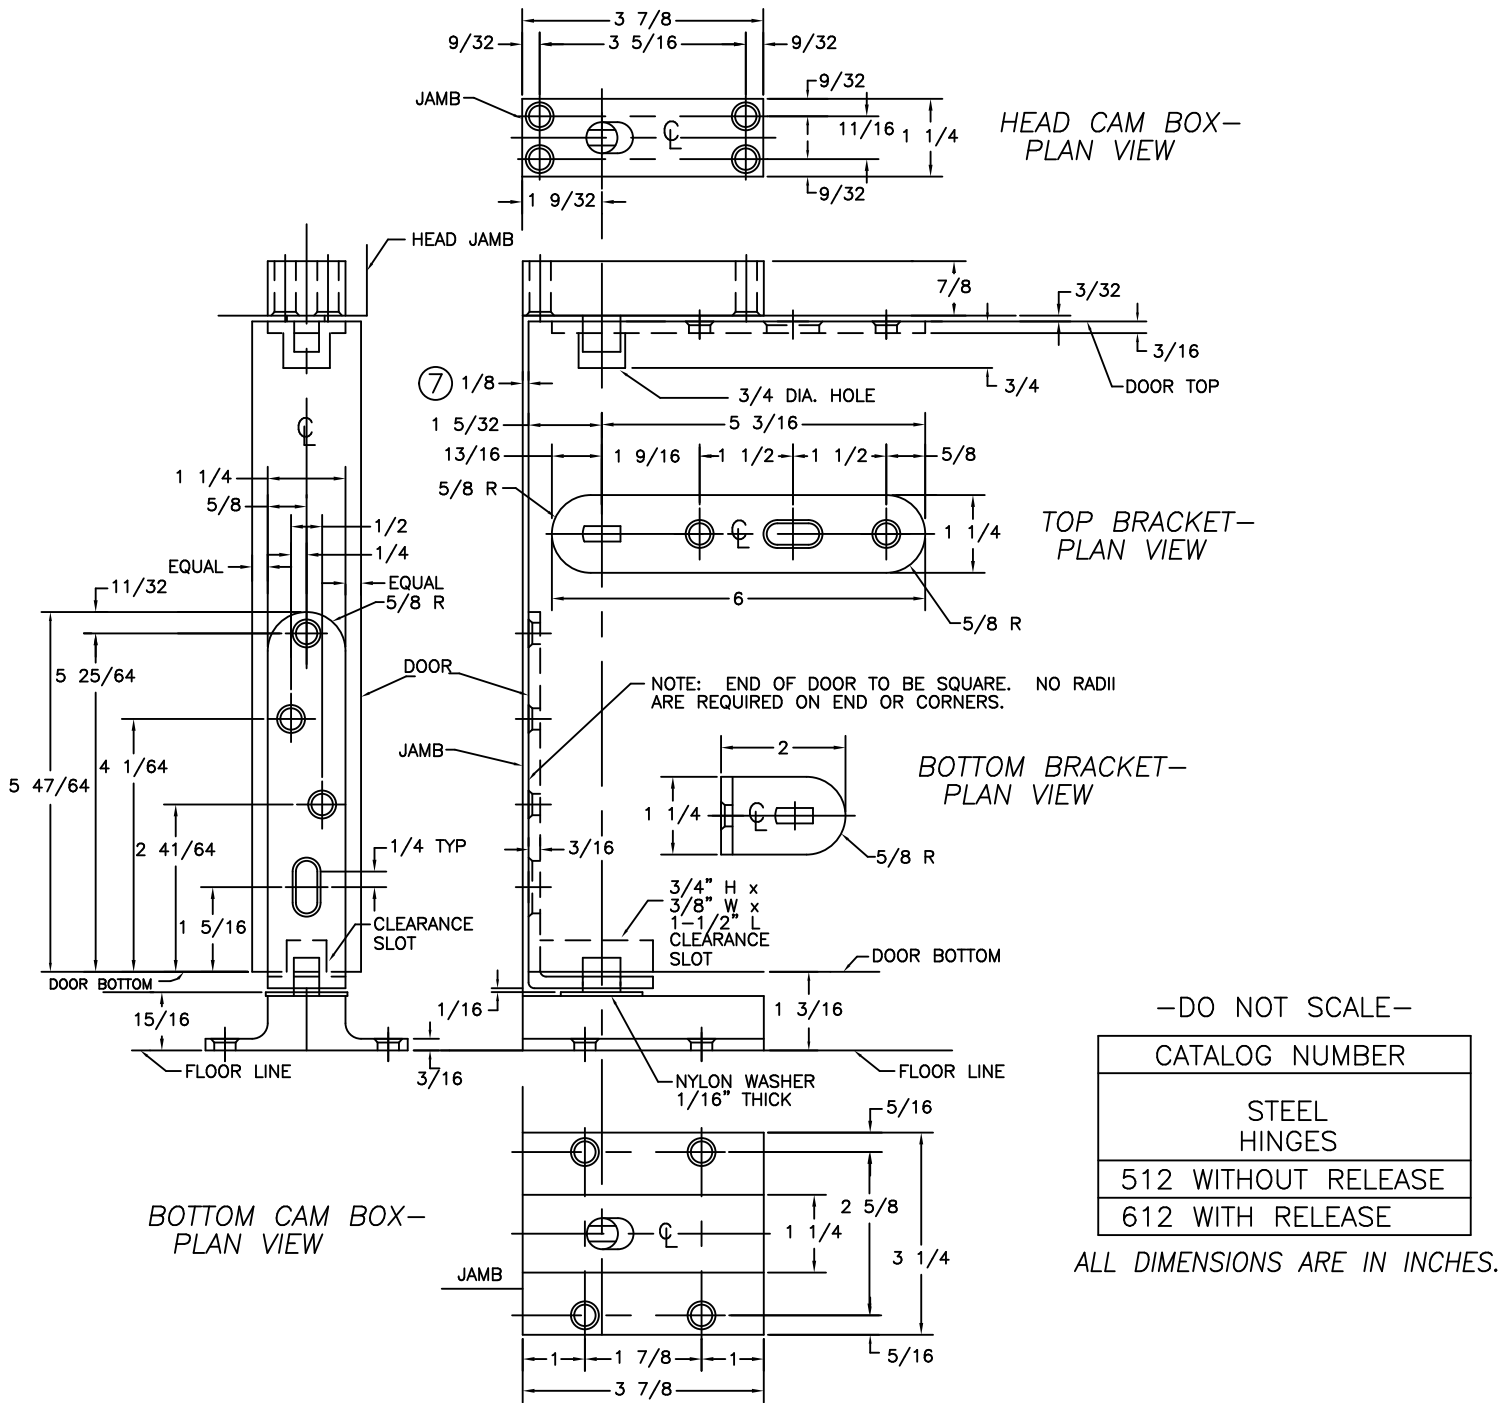 3 7/8
9/32
3 5/16
9/32
JAMB
9/32
11/16
1 1/4
9/32
1 9/32
HEAD CAM BOX-
PLAN VIEW
HEAD JAMB
7/8
3/32
3/16
3/4
DOOR TOP
7 1/8
3/4 DIA. HOLE
1 5/32
5 3/16
13/16
1 9/16
1 1/2
1 1/2
5/8
5/8 R
1 1/4
6
5/8 R
TOP BRACKET-
PLAN VIEW
1 1/4
5/8
1/2
1/4
EQUAL
EQUAL
5/8 R
11/32
5 25/64
5 47/64
4 1/64
2 41/64
1 5/16
1/4 TYP
DOOR
JAMB
NOTE: END OF DOOR TO BE SQUARE. NO RADII
ARE REQUIRED ON END OR CORNERS.
BOTTOM BRACKET-
PLAN VIEW
2
1 1/4
5/8 R
3/16
3/4" H x
3/8" W x
1-1/2" L
CLEARANCE
SLOT
CLEARANCE
SLOT
DOOR BOTTOM
DOOR BOTTOM
15/16
1/16
1 3/16
FLOOR LINE
3/16
FLOOR LINE
NYLON WASHER
1/16" THICK
-DO NOT SCALE-
CATALOG NUMBER
STEEL
HINGES
512 WITHOUT RELEASE
612 WITH RELEASE
ALL DIMENSIONS ARE IN INCHES.
BOTTOM CAM BOX-
PLAN VIEW
5/16
2 5/8
1 1/4
3 1/4
JAMB
5/16
1
1 7/8
1
3 7/8